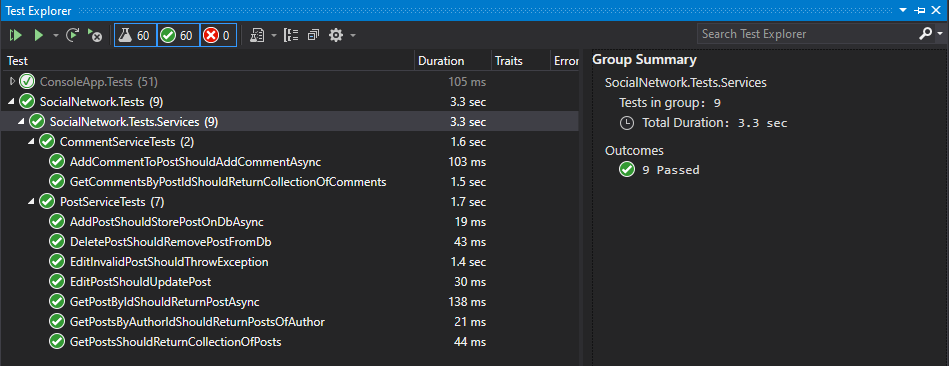 Test Explorer
60 60 0
Search Test Explorer
Test Duration Traits Error
ConsoleApp.Tests (51) 105 ms
SocialNetwork.Tests (9) 3.3 sec
SocialNetwork.Tests.Services (9) 3.3 sec
CommentServiceTests (2) 1.6 sec
AddCommentToPostShouldAddCommentAsync 103 ms
GetCommentsByPostIdShouldReturnCollectionOfComments 1.5 sec
PostServiceTests (7) 1.7 sec
AddPostShouldStorePostOnDbAsync 19 ms
DeletePostShouldRemovePostFromDb 43 ms
EditInvalidPostShouldThrowException 1.4 sec
EditPostShouldUpdatePost 30 ms
GetPostByIdShouldReturnPostAsync 138 ms
GetPostsByAuthorIdShouldReturnPostsOfAuthor 21 ms
GetPostsShouldReturnCollectionOfPosts 44 ms
Group Summary
SocialNetwork.Tests.Services
Tests in group: 9
Total Duration: 3.3 sec
Outcomes
9 Passed